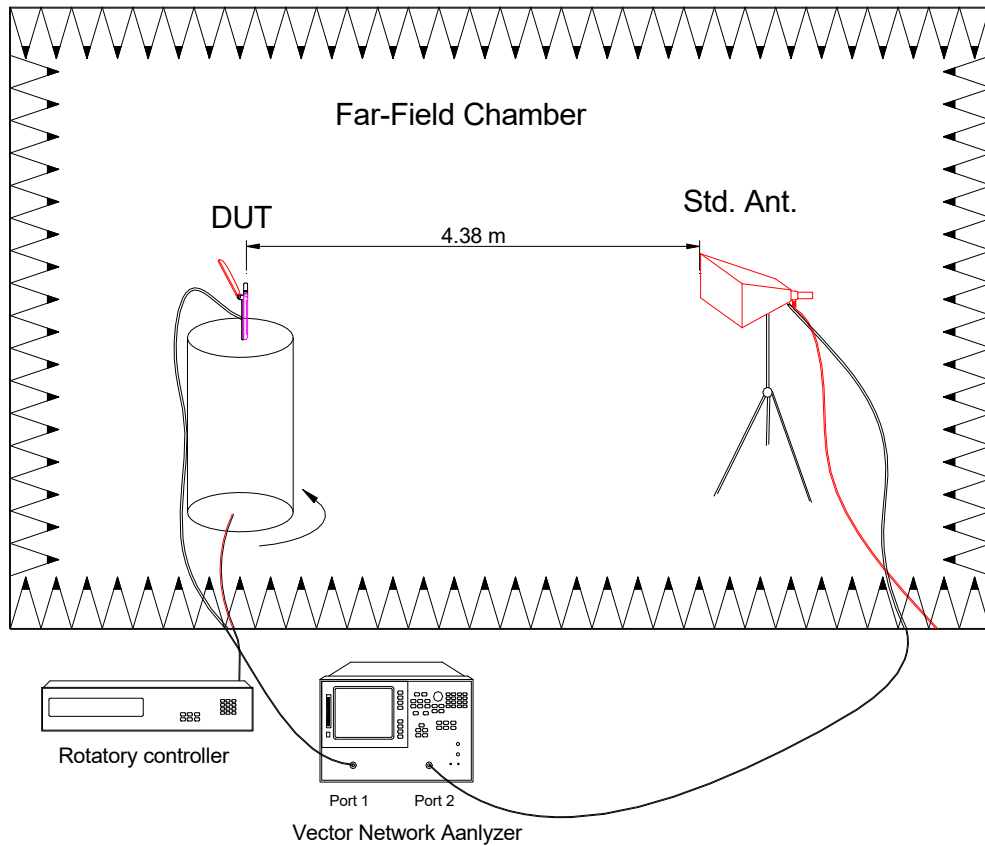 Far-Field Chamber
DUT
Std. Ant.
4.38 m
Rotatory controller
Port 1
Port 2
Vector Network Aanlyzer